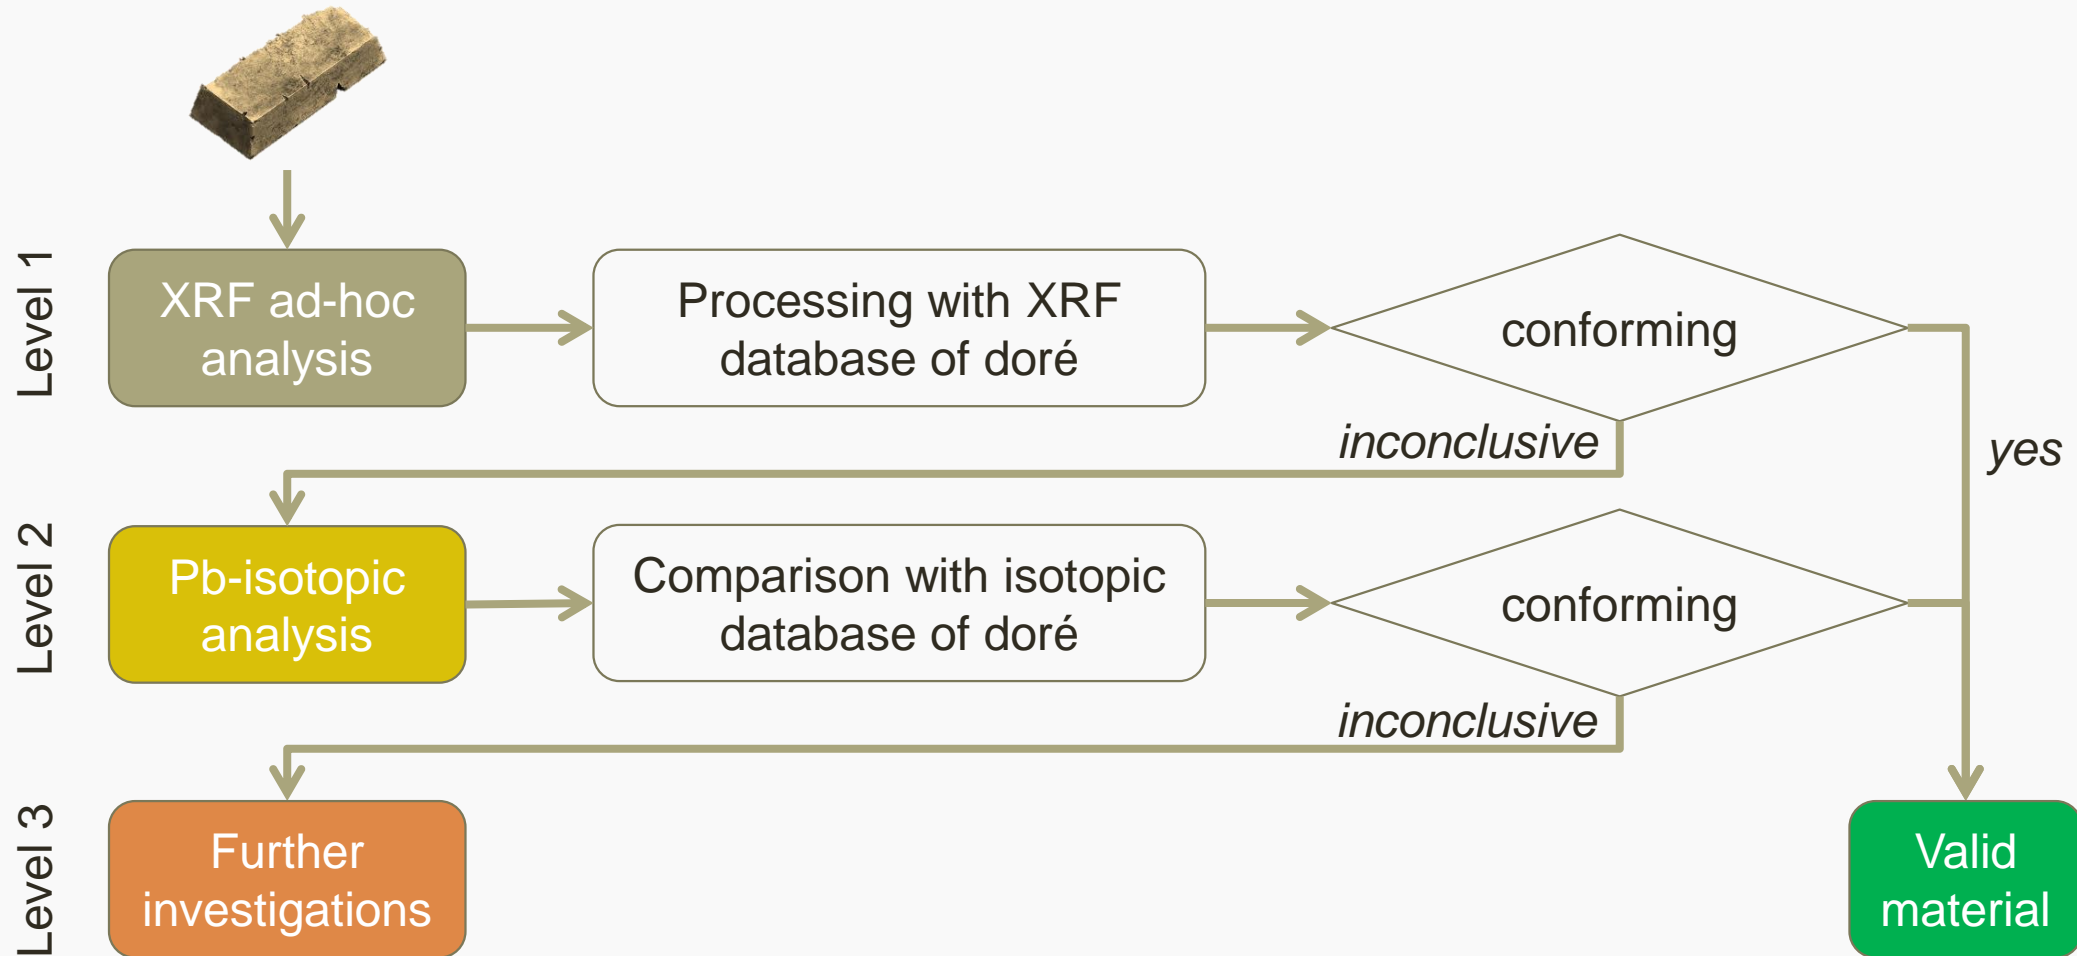 Level 1
XRF ad-hoc
analysis
Processing with XRF
database of doré
conforming
inconclusive
yes
Level 2
Pb-isotopic
analysis
Comparison with isotopic
database of doré
conforming
inconclusive
Level 3
Further
investigations
Valid
material